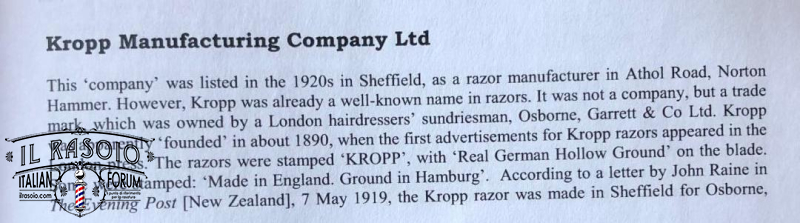 Kropp Manufacturing Company Ltd
This ‘company’ was listed in the 1920s in Sheffield, as a razor manufacturer in Athol Road, Norton
Hammer. However, Kropp was already a well-known name in razors. It was not a company, but a trade
mark, which was owned by a London hairdressers’ sundriesman, Osborne, Garrett & Co Ltd. Kropp
‘founded’ in about 1890, when the first advertisements for Kropp razors appeared in the
The razors were stamped ‘KROPP’, with ‘Real German Hollow Ground’ on the blade.
stamped: ‘Made in England. Ground in Hamburg’. According to a letter by John Raine in
The Evening Post [New Zealand], 7 May 1919, the Kropp razor was made in Sheffield for Osborne,
IL RASOIO
ITALIAN FORUM
ilrasoio.com